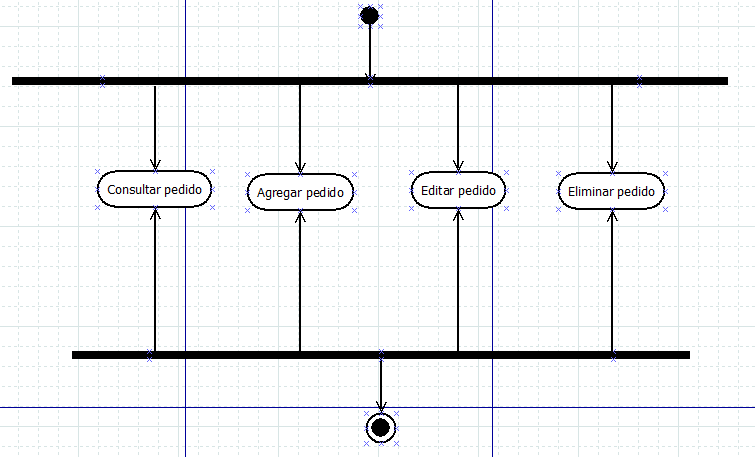 Consultar pedido
Agregar pedido
Editar pedido
Eliminar pedido